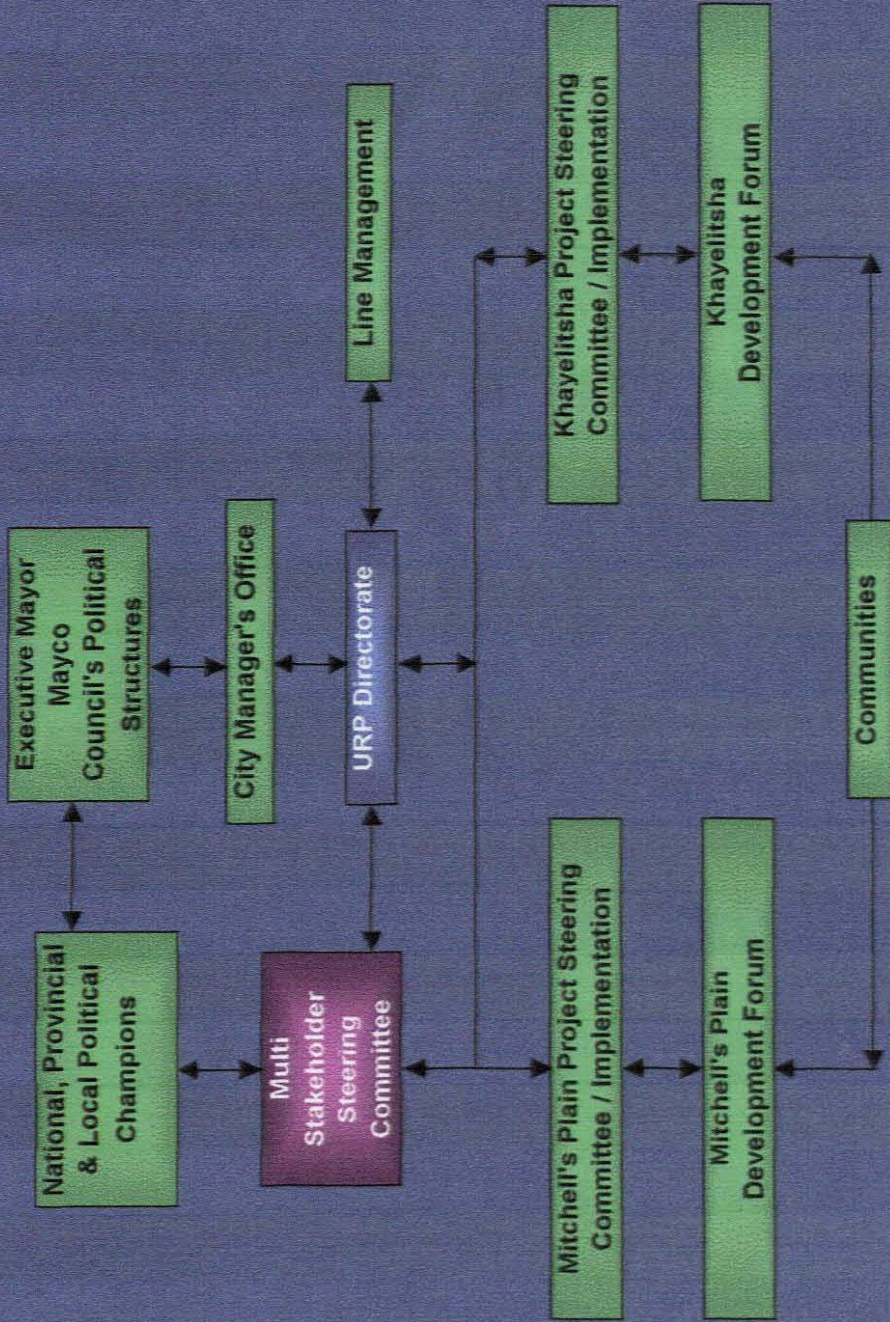 National, Provincial
& Local Political
Champions
Executive Mayor
Mayco
Council's Political
Structures
City Manager's Office
Multi
Stakeholder
Steering
Committee
URP Directorate
Line Management
Mitchell's Plain Project Steering
Committee / Implementation
Khayelitsha Project Steering
Committee / Implementation
Mitchell's Plain
Development Forum
Khayelitsha
Development Forum
Communities